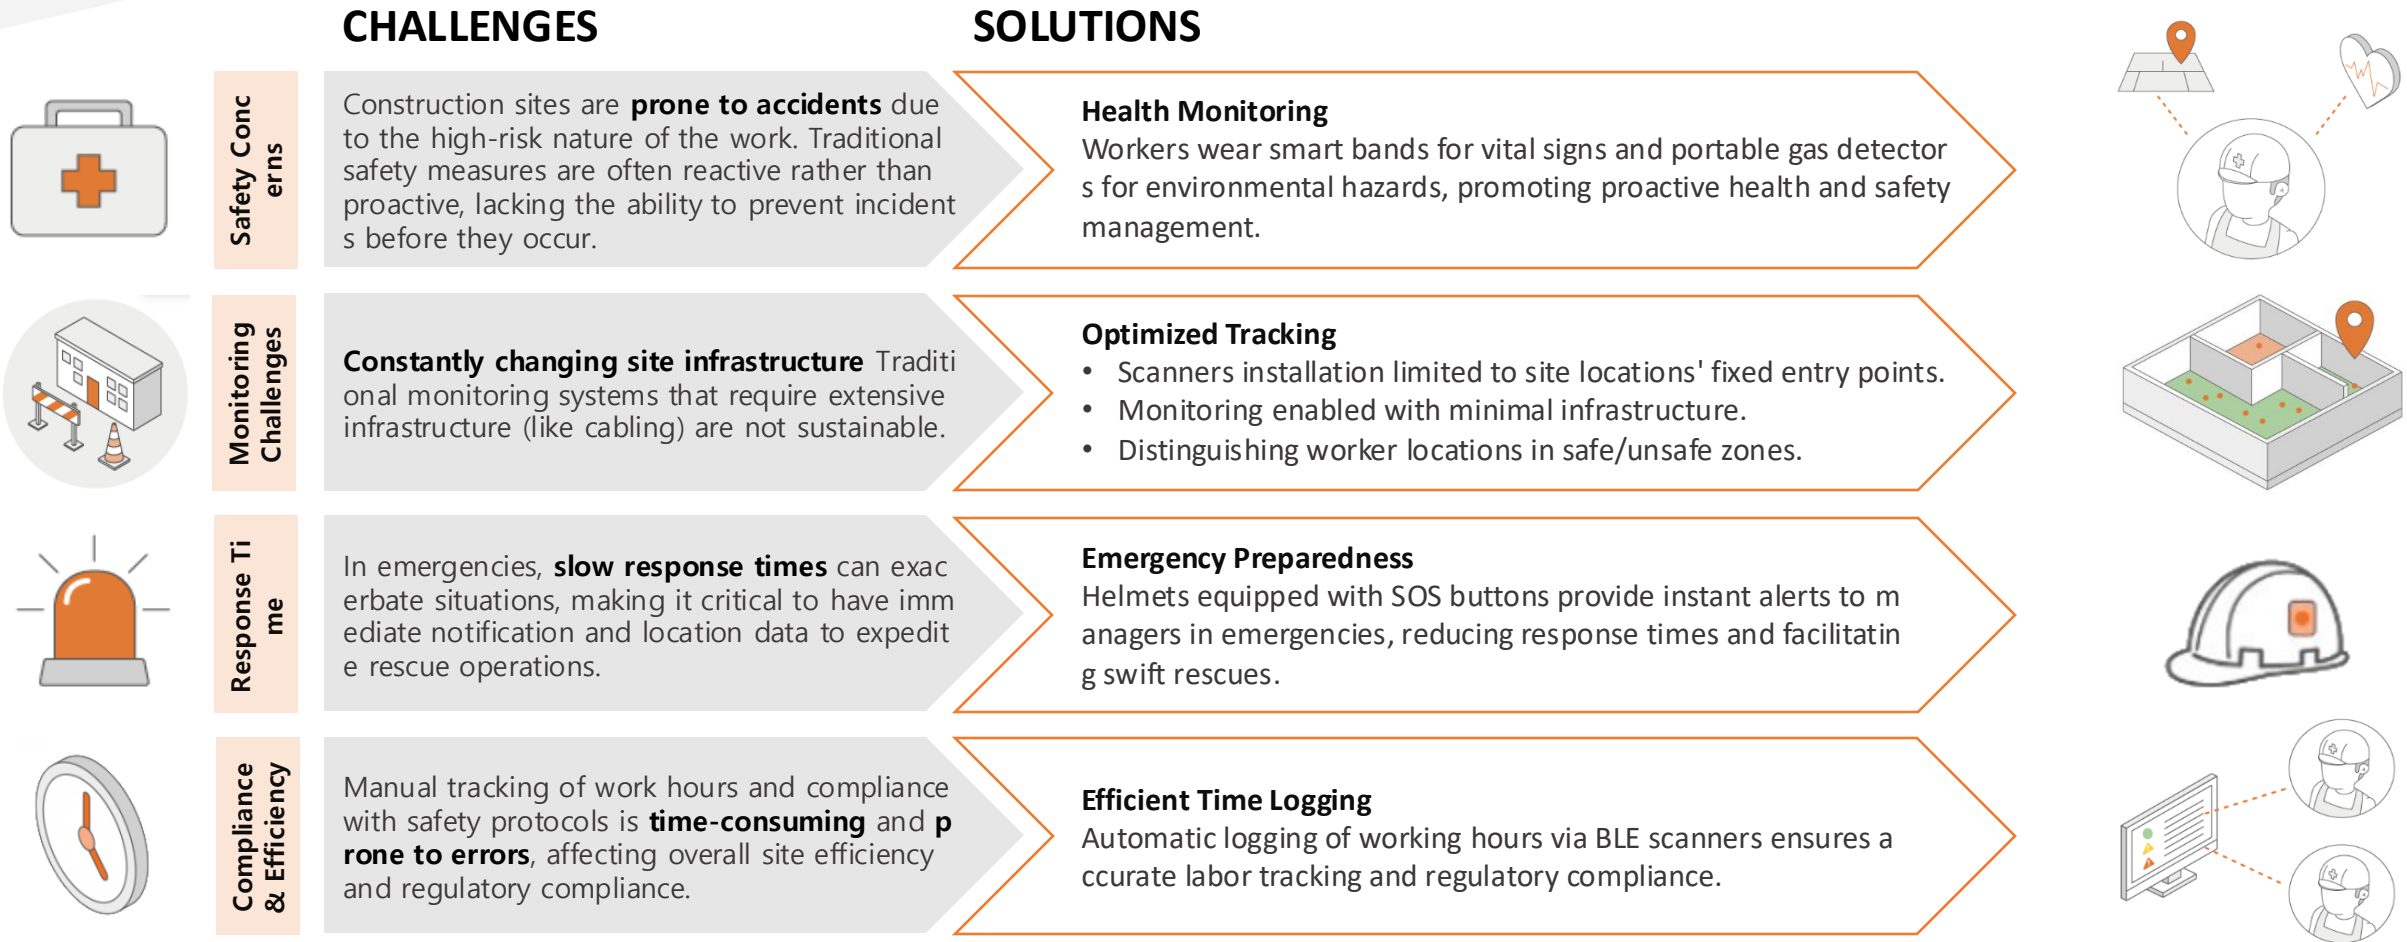 CHALLENGES
SOLUTIONS
Safety Conc
erns
Construction sites are prone to accidents due
to the high-risk nature of the work. Traditional
safety measures are often reactive rather than
proactive, lacking the ability to prevent incident
s before they occur.
Health Monitoring
Workers wear smart bands for vital signs and portable gas detector
s for environmental hazards, promoting proactive health and safety
management.
Monitoring
Challenges
Constantly changing site infrastructure Traditi
onal monitoring systems that require extensive
infrastructure (like cabling) are not sustainable.
Optimized Tracking
• Scanners installation limited to site locations' fixed entry points.
• Monitoring enabled with minimal infrastructure.
• Distinguishing worker locations in safe/unsafe zones.
Response Ti
me
In emergencies, slow response times can exac
erbate situations, making it critical to have imm
ediate notification and location data to expedit
e rescue operations.
Emergency Preparedness
Helmets equipped with SOS buttons provide instant alerts to m
anagers in emergencies, reducing response times and facilitatin
g swift rescues.
Compliance
& Efficiency
Manual tracking of work hours and compliance
with safety protocols is time-consuming and p
rone to errors, affecting overall site efficiency
and regulatory compliance.
Efficient Time Logging
Automatic logging of working hours via BLE scanners ensures a
ccurate labor tracking and regulatory compliance.